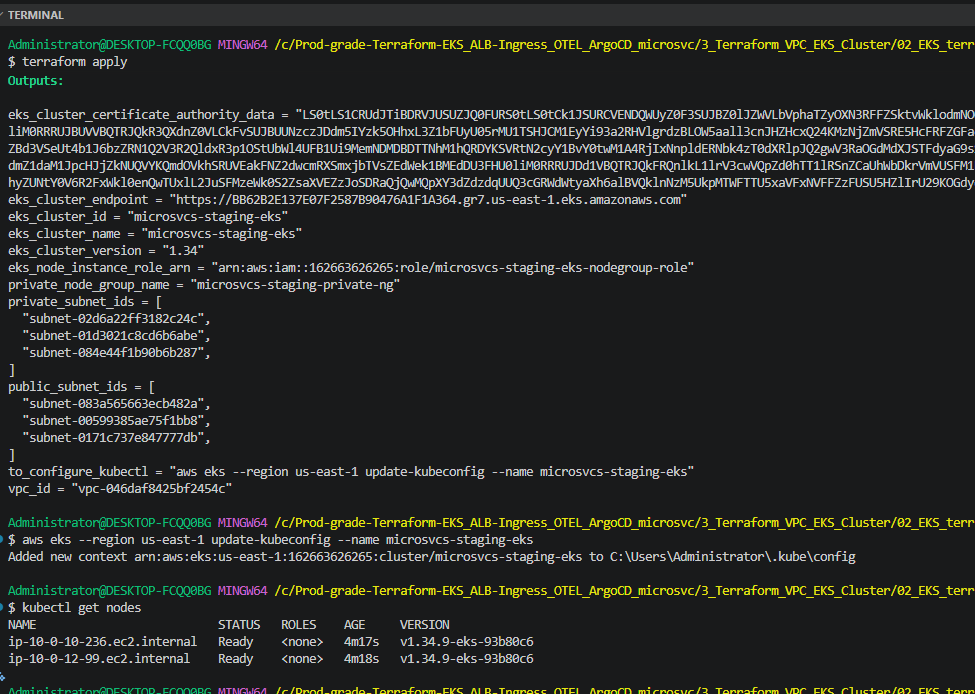 TERMINAL
Administrator@DESKTOP-FCQQ0BG MINGW64 /c/Prod-grade-Terraform-EKS_ALB-Ingress_OTEL_ArgoCD_microsvc/3_Terraform_VPC_EKS_Cluster/02_EKS_terr
$ terraform apply
Outputs:
eks_cluster_certificate_authority_data = 
eks_cluster_endpoint = "https://BB62B2E137E07F2587B90476A1F1A364.gr7.us-east-1.eks.amazonaws.com"
eks_cluster_id = "microsvcs-staging-eks"
eks_cluster_name = "microsvcs-staging-eks"
eks_cluster_version = "1.34"
eks_node_instance_role_arn = "arn:aws:iam::162663626265:role/microsvcs-staging-eks-nodegroup-role"
private_node_group_name = "microsvcs-staging-private-ng"
private_subnet_ids = [
"subnet-02d6a22ff3182c24c",
"subnet-01d3021c8cd6b6abe",
"subnet-084e44f1b90b6b287",
]
public_subnet_ids = [
"subnet-083a565663ecb482a",
"subnet-00599385ae75f1bb8",
"subnet-0171c737e847777db",
]
to_configure_kubectl = "aws eks --region us-east-1 update-kubeconfig --name microsvcs-staging-eks"
vpc_id = "vpc-046daf8425bf2454c"
Administrator@DESKTOP-FCQQ0BG MINGW64 /c/Prod-grade-Terraform-EKS_ALB-Ingress_OTEL_ArgoCD_microsvc/3_Terraform_VPC_EKS_Cluster/02_EKS_terr
$ aws eks --region us-east-1 update-kubeconfig --name microsvcs-staging-eks
Added new context arn:aws:eks:us-east-1:162663626265:cluster/microsvcs-staging-eks to C:\Users\Administrator\.kube\config
Administrator@DESKTOP-FCQQ0BG MINGW64 /c/Prod-grade-Terraform-EKS_ALB-Ingress_OTEL_ArgoCD_microsvc/3_Terraform_VPC_EKS_Cluster/02_EKS_terr
$ kubectl get nodes
NAME STATUS ROLES AGE VERSION
ip-10-0-10-236.ec2.internal Ready <none> 4m17s v1.34.9-eks-93b80c6
ip-10-0-12-99.ec2.internal Ready <none> 4m18s v1.34.9-eks-93b80c6
Administrator@DESKTOP-FCQQ0BG MINGW64 /c/Prod-grade-Terraform-EKS_ALB-Ingress_OTEL_ArgoCD_microsvc/3_Terraform_VPC_EKS_Cluster/02_EKS_terr